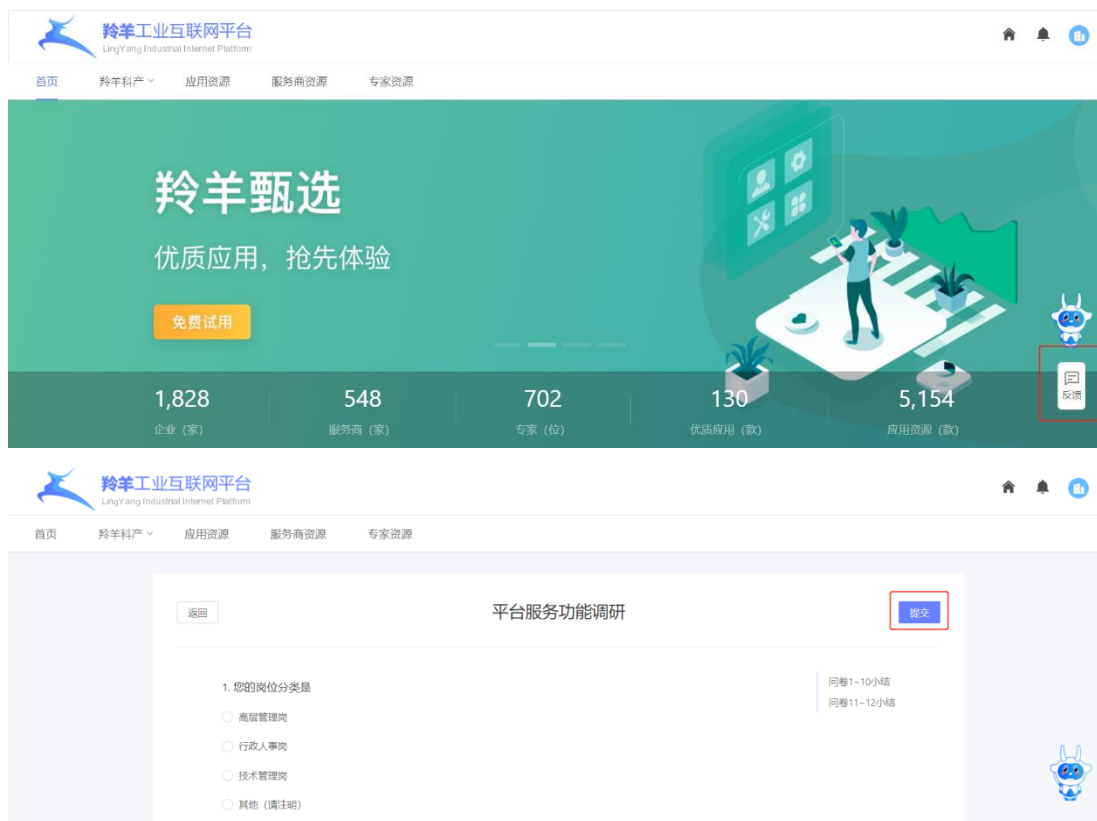 羚羊工业互联网平台
LingYang Industrial Internet Platform
首页 羚羊科产 应用资源 服务商资源 专家资源
羚羊甄选
优质应用，抢先体验
免费试用
反馈
1,828 548 702 130 5,154
企业（家） 服务商（家） 专家（位） 优质应用（款） 应用资源（款）
羚羊工业互联网平台
LingYang Industrial Internet Platform
首页 羚羊科产 应用资源 服务商资源 专家资源
返回 平台服务功能调研 提交
1. 您的岗位分类是
问卷1~10小结
问卷11~12小结
高层管理岗
行政人事岗
技术管理岗
其他（请注明）